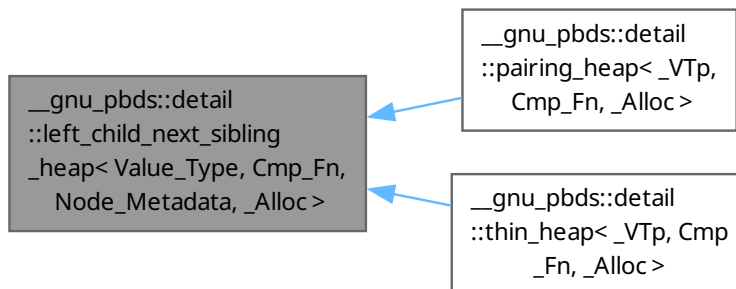 __gnu_pbds::detail
::left_child_next_sibling
_heap< Value_Type, Cmp_Fn,
Node_Metadata, _Alloc >
__gnu_pbds::detail
::pairing_heap< _VTp,
Cmp_Fn, _Alloc >
__gnu_pbds::detail
::thin_heap< _VTp, Cmp
_Fn, _Alloc >